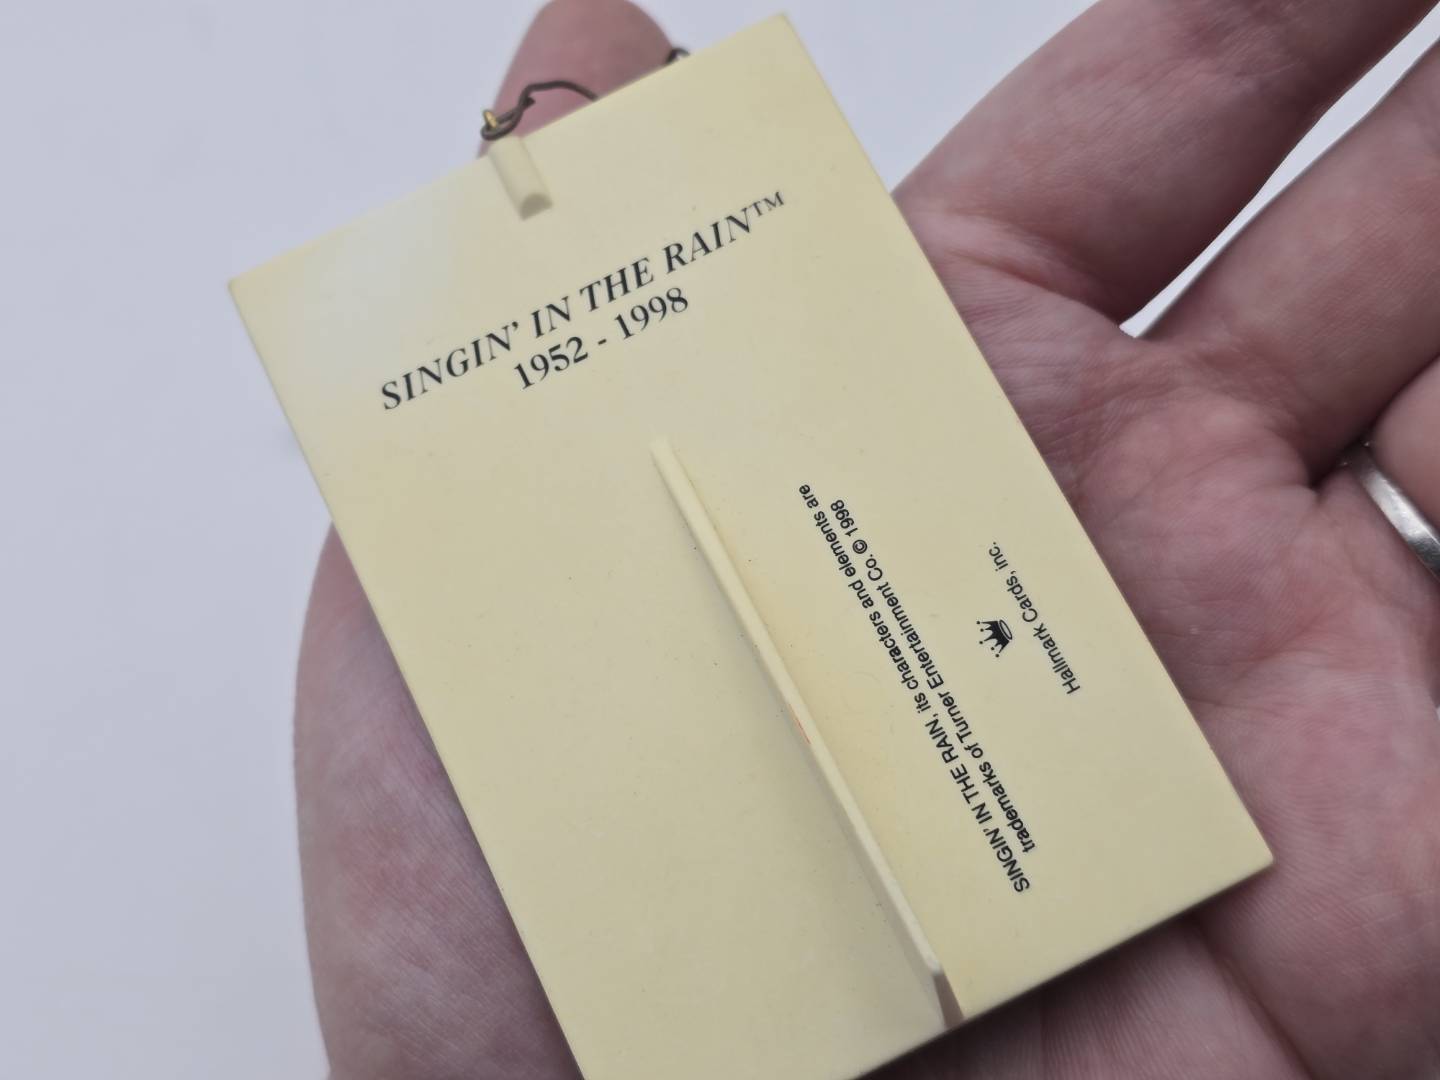 SINGIN' IN THE RAIN™
1952 - 1998
SINGIN' IN THE RAIN, its characters and elements are
trademarks of Turner Entertainment Co. © 1998
Hallmark Cards, inc.